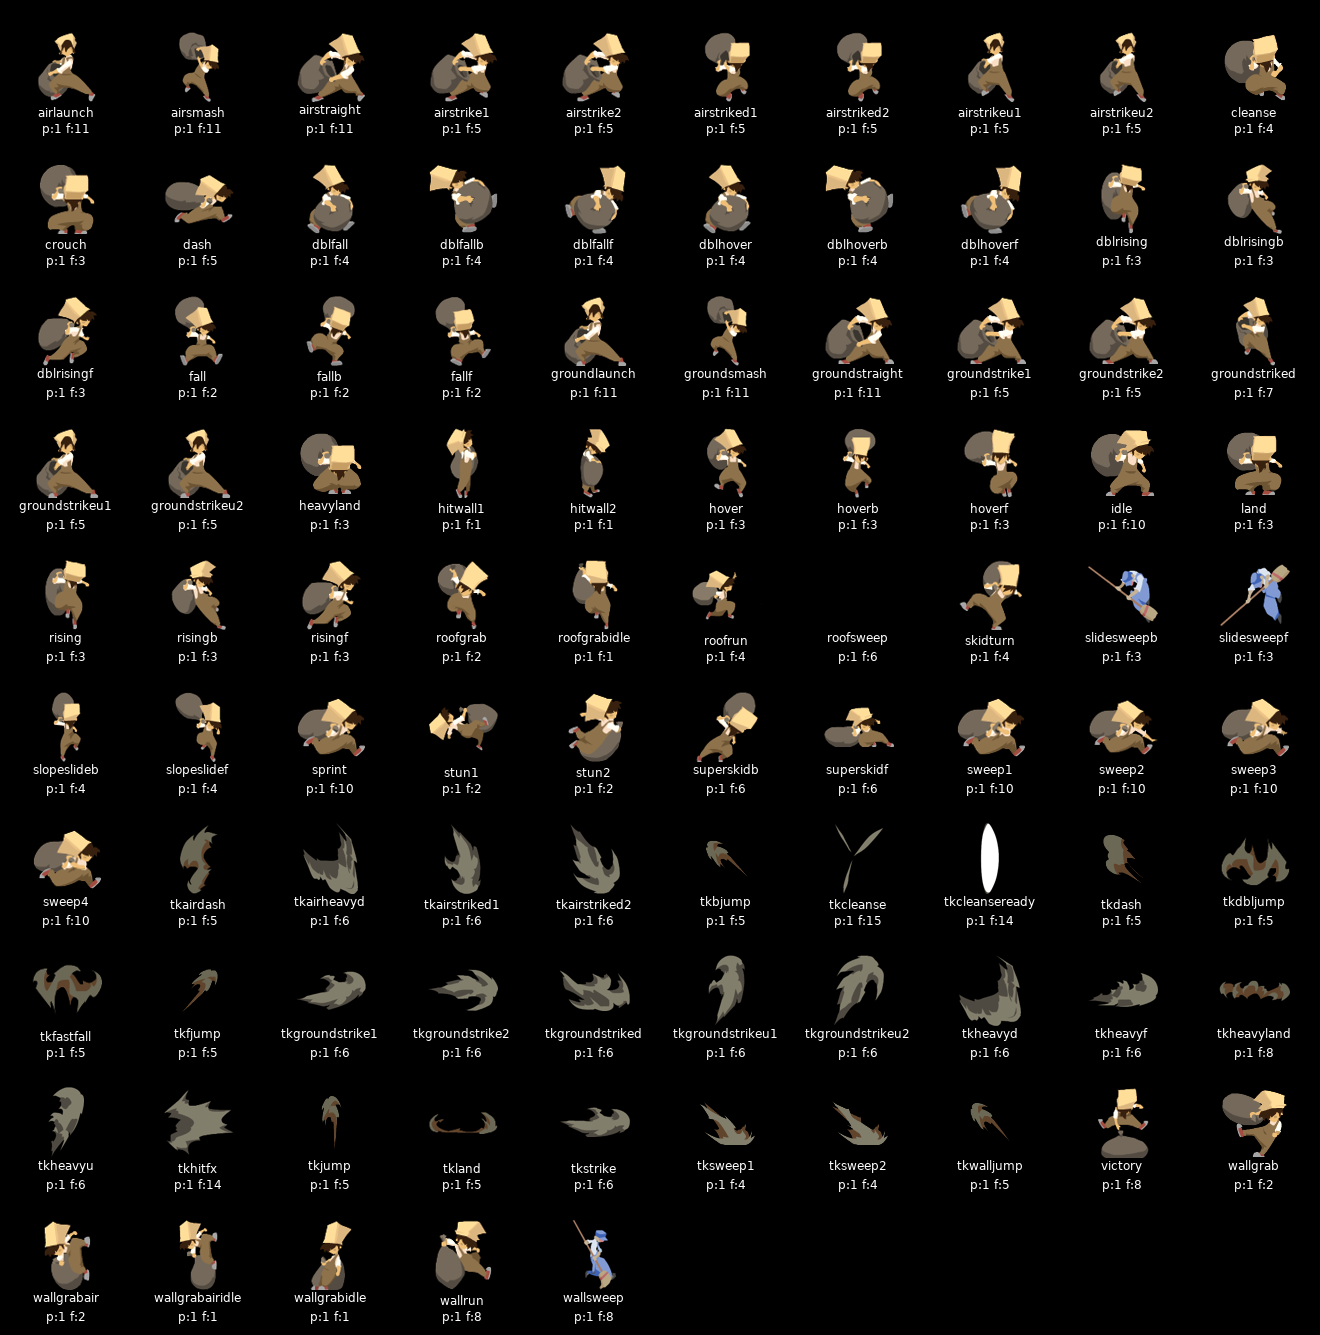 airlaunch airsmash airstraight airstrike1 airstrike2 airstriked1 airstriked2 airstrikeu1 airstrikeu2 cleanse
p:1 f:11 p:1 f:11 p:1 f:11 p:1 f:5 p:1 f:5 p:1 f:5 p:1 f:5 p:1 f:5 p:1 f:5 p:1 f:4
crouch dash dblfall dblfallb dblfallf dblhover dblhoverb dblhoverf dblrising dblrisingb
p:1 f:3 p:1 f:5 p:1 f:4 p:1 f:4 p:1 f:4 p:1 f:4 p:1 f:4 p:1 f:4 p:1 f:3 p:1 f:3
dblrisingf fall fallb fallf groundlaunch groundsmash groundstraight groundstrike1 groundstrike2 groundstriked
p:1 f:3 p:1 f:2 p:1 f:2 p:1 f:2 p:1 f:11 p:1 f:11 p:1 f:11 p:1 f:5 p:1 f:5 p:1 f:7
groundstrikeu1 groundstrikeu2 heavyland hitwall1 hitwall2 hover hoverb hoverf idle land
p:1 f:5 p:1 f:5 p:1 f:3 p:1 f:1 p:1 f:1 p:1 f:3 p:1 f:3 p:1 f:3 p:1 f:10 p:1 f:3
rising risingb risingf roofgrab roofgrabidle roofrun roofsweep skidturn slidesweepb slidesweepf
p:1 f:3 p:1 f:3 p:1 f:3 p:1 f:2 p:1 f:1 p:1 f:4 p:1 f:6 p:1 f:4 p:1 f:3 p:1 f:3
slopeslideb slopeslidef sprint stun1 stun2 superskidb superskidf sweep1 sweep2 sweep3
p:1 f:4 p:1 f:4 p:1 f:10 p:1 f:2 p:1 f:2 p:1 f:6 p:1 f:6 p:1 f:10 p:1 f:10 p:1 f:10
sweep4 tkairdash tkairheavyd tkairstriked1 tkairstriked2 tkbjump tkcleanse tkcleanseready tkdash tkdbljump
p:1 f:10 p:1 f:5 p:1 f:6 p:1 f:6 p:1 f:6 p:1 f:5 p:1 f:15 p:1 f:14 p:1 f:5 p:1 f:5
tkfastfall tkfjump tkgroundstrike1 tkgroundstrike2 tkgroundstriked tkgroundstrikeu1 tkgroundstrikeu2 tkheavyd tkheavyf tkheavyland
p:1 f:5 p:1 f:5 p:1 f:6 p:1 f:6 p:1 f:6 p:1 f:6 p:1 f:6 p:1 f:6 p:1 f:6 p:1 f:8
tkheavyu tkhitfx tkjump tkland tkstrike tksweep1 tksweep2 tkwalljump victory wallgrab
p:1 f:6 p:1 f:14 p:1 f:5 p:1 f:5 p:1 f:6 p:1 f:4 p:1 f:4 p:1 f:5 p:1 f:8 p:1 f:2
wallgrabair wallgrabairidle wallgrabidle wallrun wallsweep
p:1 f:2 p:1 f:1 p:1 f:1 p:1 f:8 p:1 f:8